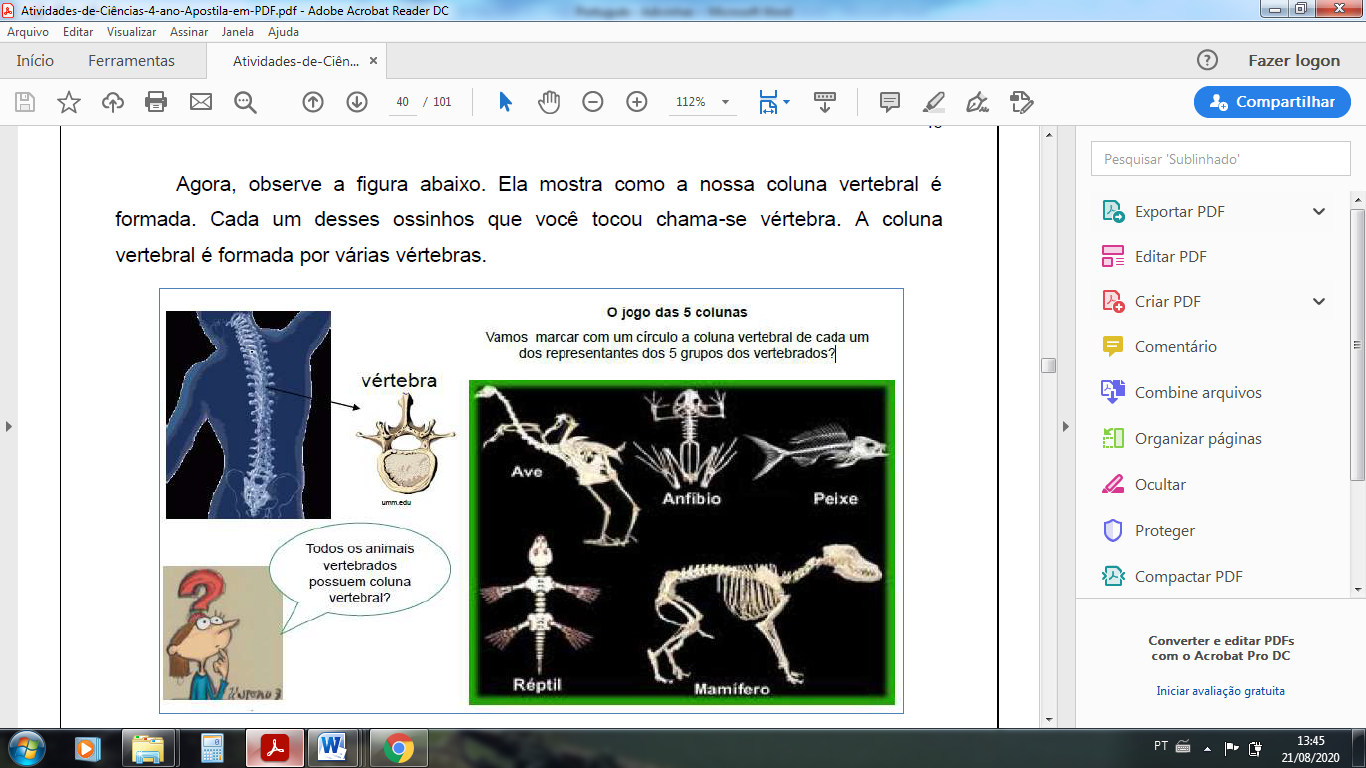 Atividades-de-Ciências-4-ano-Apostila-em-PDF.pdf - Adobe Acrobat Reader DC
Arquivo Editar Visualizar Assinar Janela Ajuda
Início Ferramentas Atividades-de-Ciên... × Fazer logon
40 / 101 112% Compartilhar
Agora, observe a figura abaixo. Ela mostra como a nossa coluna vertebral é
formada. Cada um desses ossinhos que você tocou chama-se vértebra. A coluna
vertebral é formada por várias vértebras.
O jogo das 5 colunas
Vamos marcar com um círculo a coluna vertebral de cada um
dos representantes dos 5 grupos dos vertebrados?
vértebra
umm.edu
Todos os animais
vertebrados
possuem coluna
vertebral?
Ave
Anfíbio
Peixe
Réptil
Mamífero
Pesquisar 'Sublinhado'
Exportar PDF
Editar PDF
Criar PDF
Comentário
Combine arquivos
Organizar páginas
Ocultar
Proteger
Compactar PDF
Converter e editar PDFs
com o Acrobat Pro DC
Iniciar avaliação gratuita
PT
13:45
21/08/2020